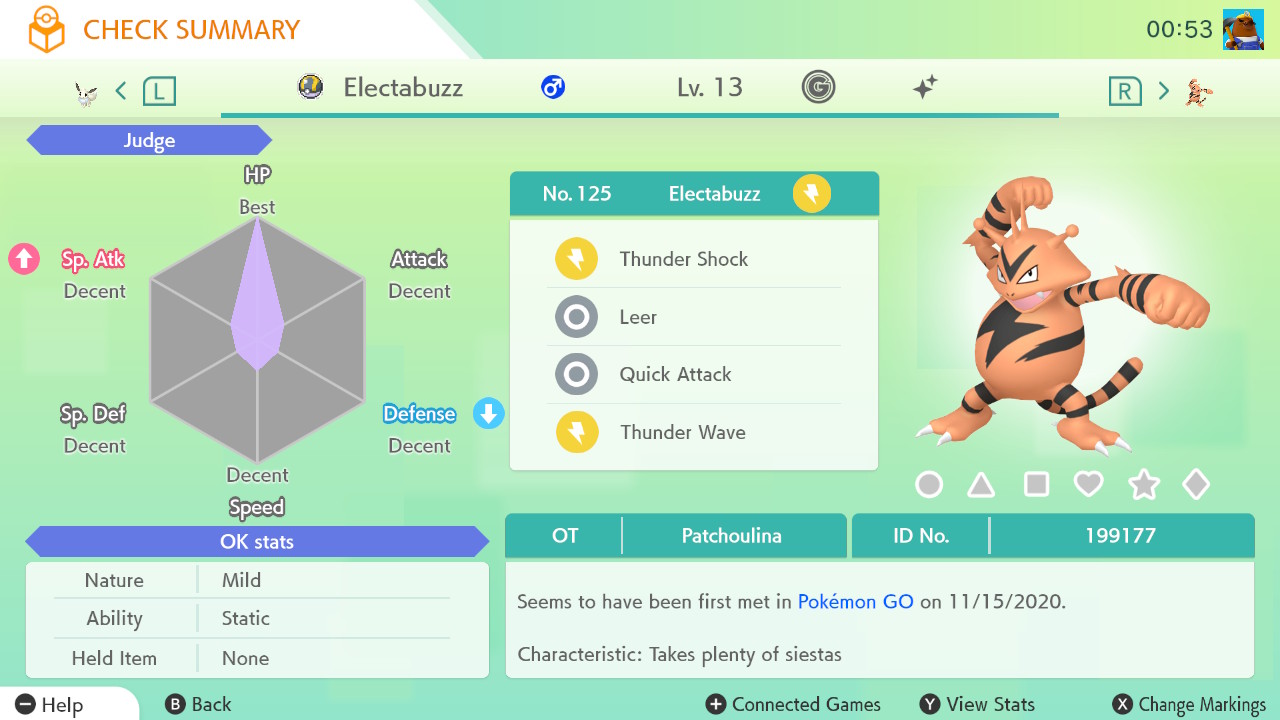 CHECK SUMMARY
00:53
L
Electabuzz
Lv. 13
G
R
Judge
HP
Best
Sp. Atk
Decent
Attack
Decent
Sp. Def
Decent
Defense
Decent
Decent
Speed
OK stats
Nature Mild
Ability Static
Held Item None
No. 125 Electabuzz
Thunder Shock
Leer
Quick Attack
Thunder Wave
OT Patchoulina ID No. 199177
Seems to have been first met in Pokémon GO on 11/15/2020.
Characteristic: Takes plenty of siestas
Help
B Back
Connected Games
Y View Stats
X Change Markings